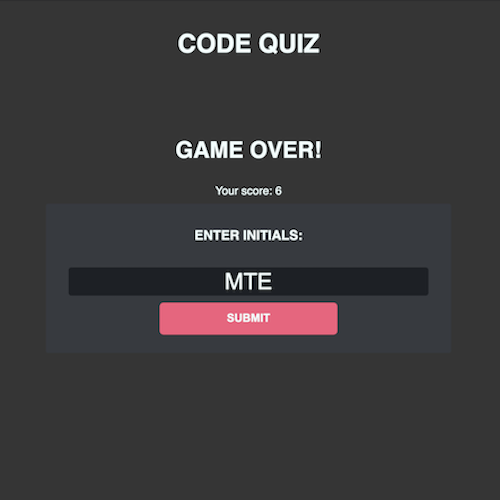 CODE QUIZ
GAME OVER!
Your score: 6
ENTER INITIALS:
MTE
SUBMIT